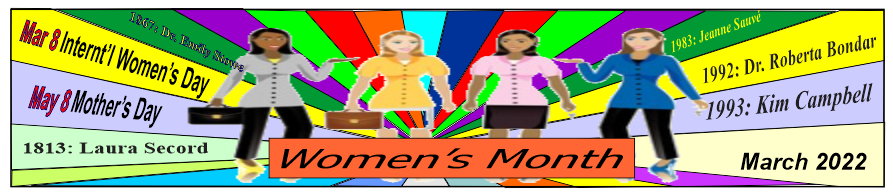 1867: Dr. Emily Stowe
Mar 8 Internt'l Women's Day
May 8 Mother's Day
1813: Laura Secord
Women's Month
1983: Jeanne Sauvé
1992: Dr. Roberta Bondar
1993: Kim Campbell
March 2022